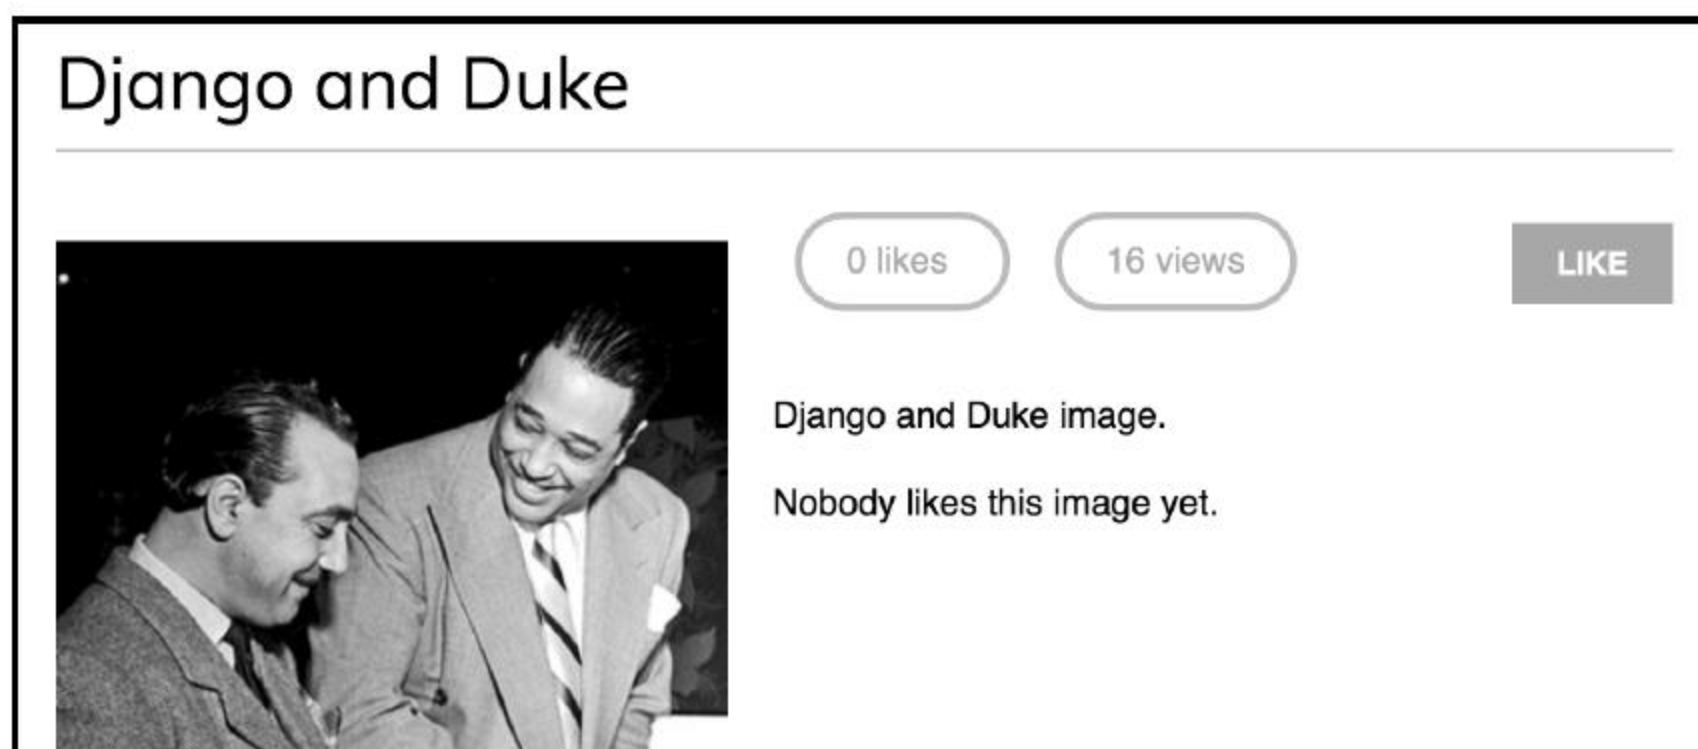 Django and Duke
0 likes
16 views
LIKE
Django and Duke image.
Nobody likes this image yet.